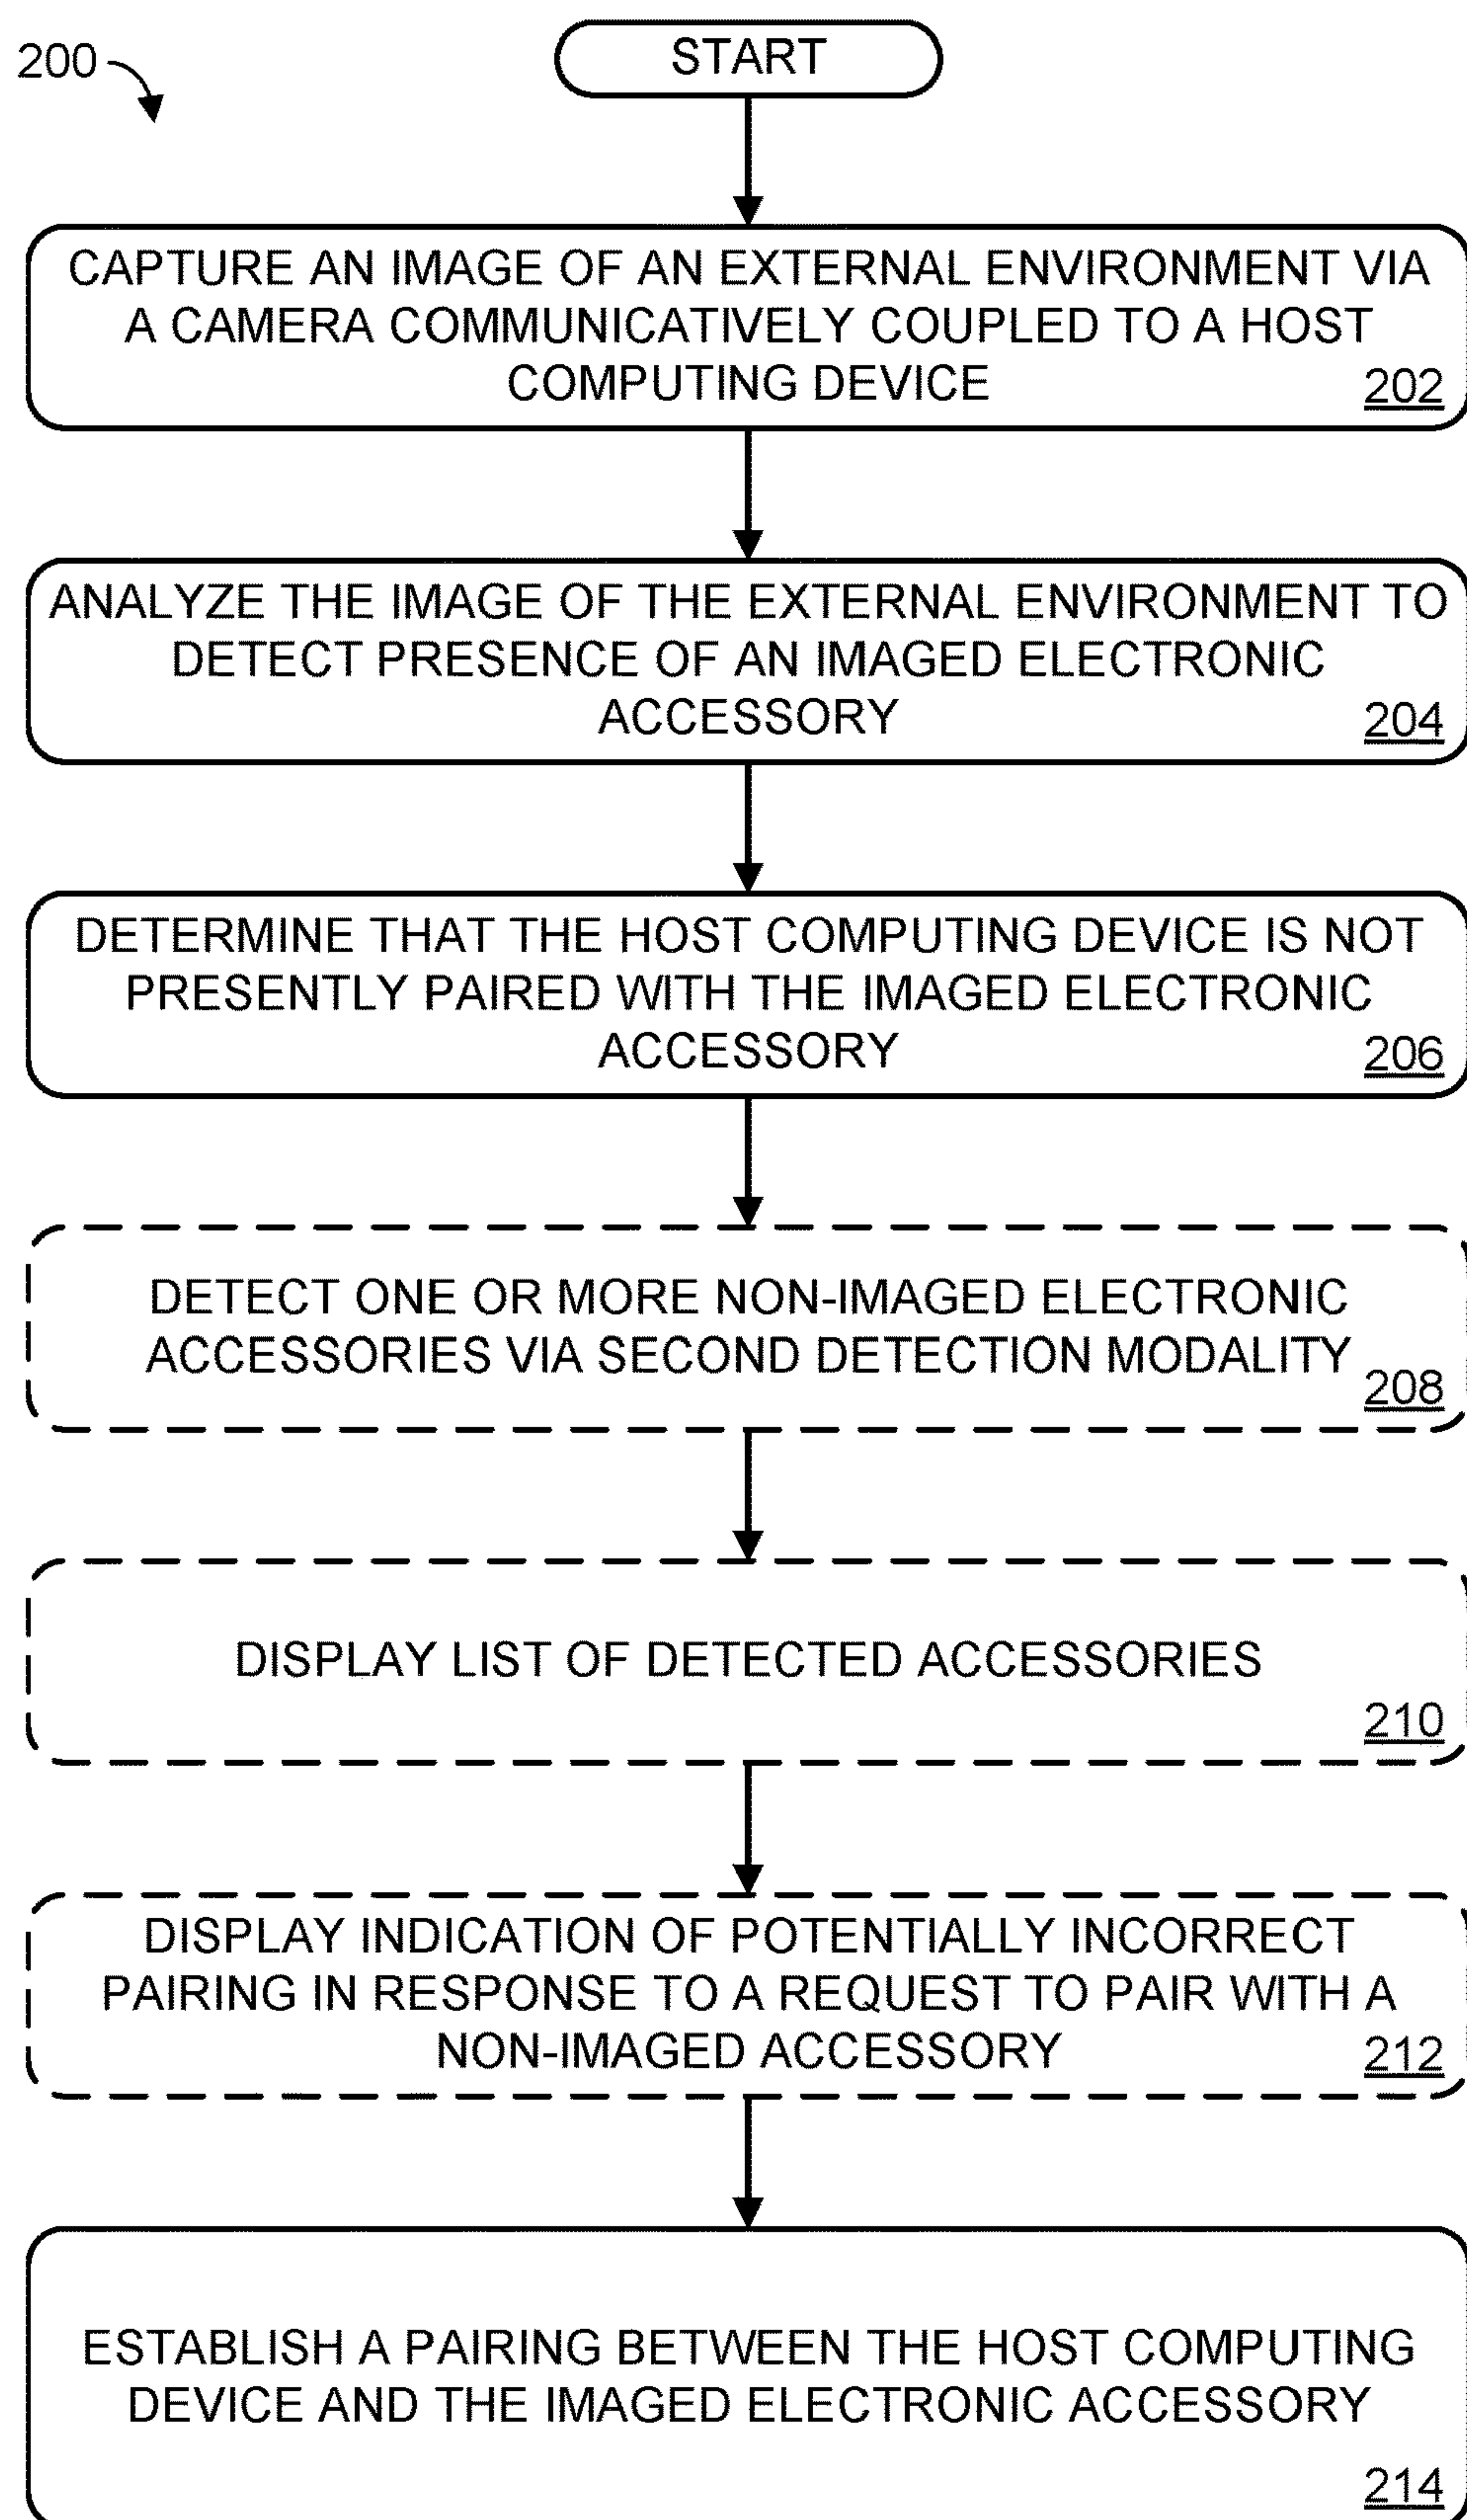 200
START
CAPTURE AN IMAGE OF AN EXTERNAL ENVIRONMENT VIA
A CAMERA COMMUNICATIVELY COUPLED TO A HOST
COMPUTING DEVICE
202
ANALYZE THE IMAGE OF THE EXTERNAL ENVIRONMENT TO
DETECT PRESENCE OF AN IMAGED ELECTRONIC
ACCESSORY
204
DETERMINE THAT THE HOST COMPUTING DEVICE IS NOT
PRESENTLY PAIRED WITH THE IMAGED ELECTRONIC
ACCESSORY
206
DETECT ONE OR MORE NON-IMAGED ELECTRONIC
ACCESSORIES VIA SECOND DETECTION MODALITY
208
DISPLAY LIST OF DETECTED ACCESSORIES
210
DISPLAY INDICATION OF POTENTIALLY INCORRECT
PAIRING IN RESPONSE TO A REQUEST TO PAIR WITH A
NON-IMAGED ACCESSORY
212
ESTABLISH A PAIRING BETWEEN THE HOST COMPUTING
DEVICE AND THE IMAGED ELECTRONIC ACCESSORY
214